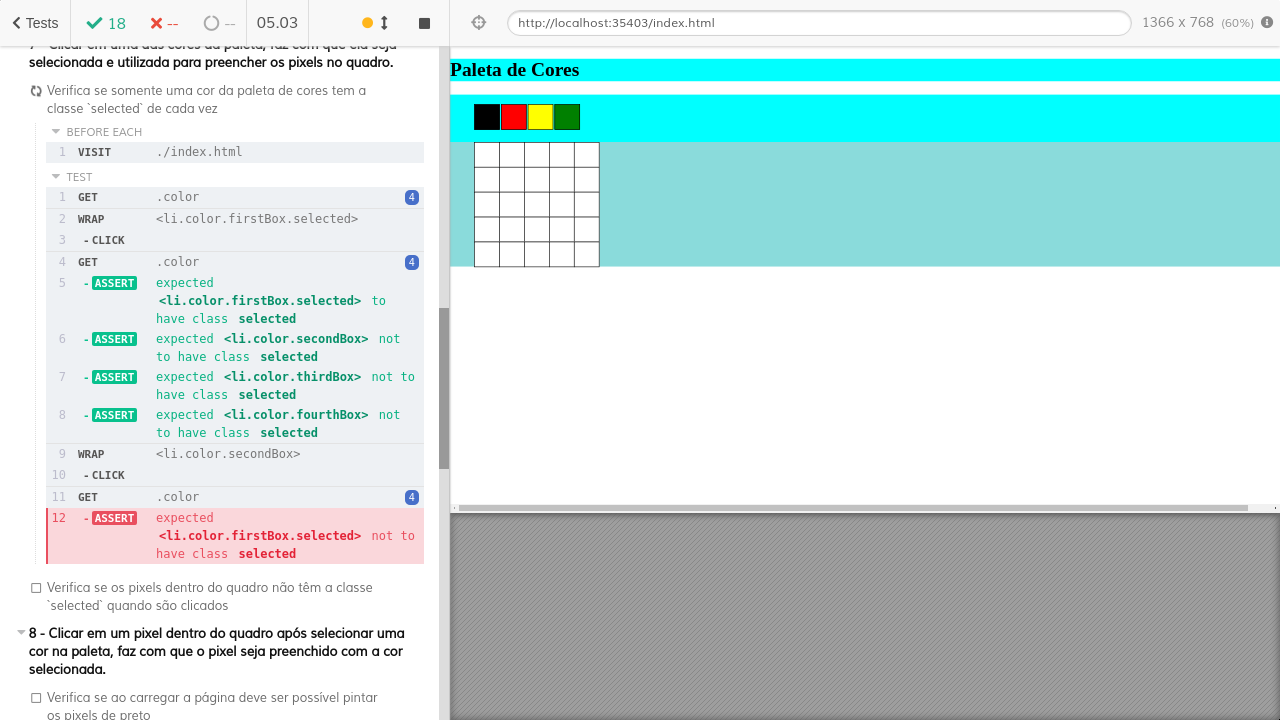 Tests
18
--
--
05.03
http://localhost:35403/index.html
1366 x 768 (60%)
7 - Clicar em uma das cores da paleta, faz com que ela seja
selecionada e utilizada para preencher os pixels no quadro.
Verifica se somente uma cor da paleta de cores tem a
classe `selected` de cada vez
BEFORE EACH
1 VISIT ./index.html
TEST
1 GET .color 4
2 WRAP <li.color.firstBox.selected>
3 - CLICK
4 GET .color 4
5 - ASSERT expected
<li.color.firstBox.selected> to
have class selected
6 - ASSERT expected <li.color.secondBox> not
to have class selected
7 - ASSERT expected <li.color.thirdBox> not to
have class selected
8 - ASSERT expected <li.color.fourthBox> not
to have class selected
9 WRAP <li.color.secondBox>
10 - CLICK
11 GET .color 4
12 - ASSERT expected
<li.color.firstBox.selected> not to
have class selected
Verifica se os pixels dentro do quadro não têm a classe
`selected` quando são clicados
8 - Clicar em um pixel dentro do quadro após selecionar uma
cor na paleta, faz com que o pixel seja preenchido com a cor
selecionada.
Verifica se ao carregar a página deve ser possível pintar
os pixels de preto
Paleta de Cores